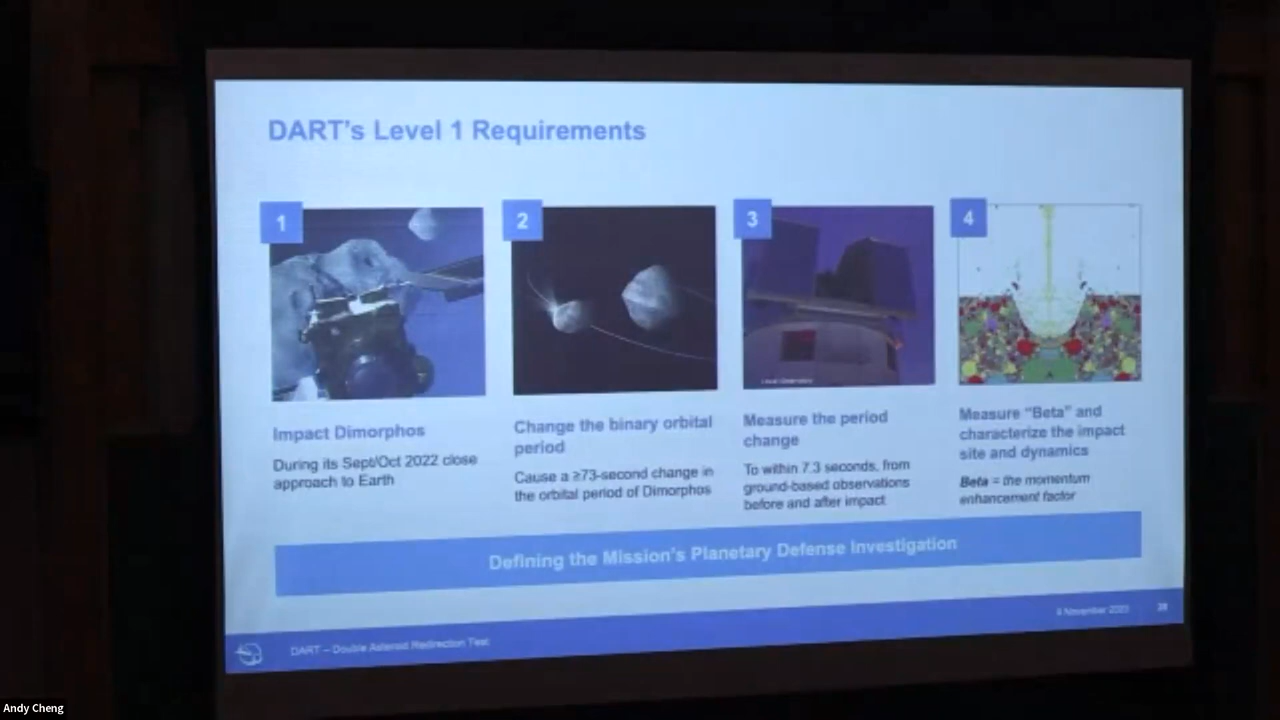 DART's Level 1 Requirements
1
2
3
4
Impact Dimorphos
During its Sept/Oct 2022 close
approach to Earth
Change the binary orbital
period
Cause a ≥73-second change in
the orbital period of Dimorphos
Measure the period
change
To within 7.3 seconds, from
ground-based observations
before and after impact
Measure "Beta" and
characterize the impact
site and dynamics
Beta = the momentum
enhancement factor
Defining the Mission's Planetary Defense Investigation
DART – Double Asteroid Redirection Test
November
Andy Cheng